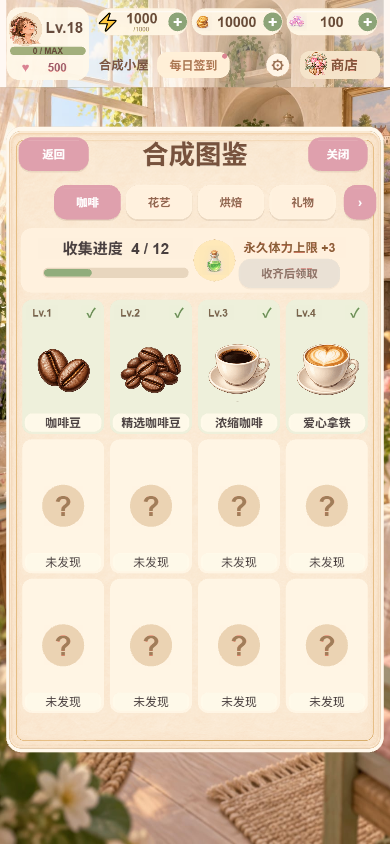 Lv.18
0 / MAX
♥ 500
1000
/1000
10000
100
合成小屋
每日签到
商店
返回
合成图鉴
关闭
咖啡
花艺
烘焙
礼物
›
收集进度 4 / 12
永久体力上限 +3
收齐后领取
Lv.1 ✓
Lv.2 ✓
Lv.3 ✓
Lv.4 ✓
咖啡豆
精选咖啡豆
浓缩咖啡
爱心拿铁
? ? ? ?
未发现 未发现 未发现 未发现
? ? ? ?
未发现 未发现 未发现 未发现